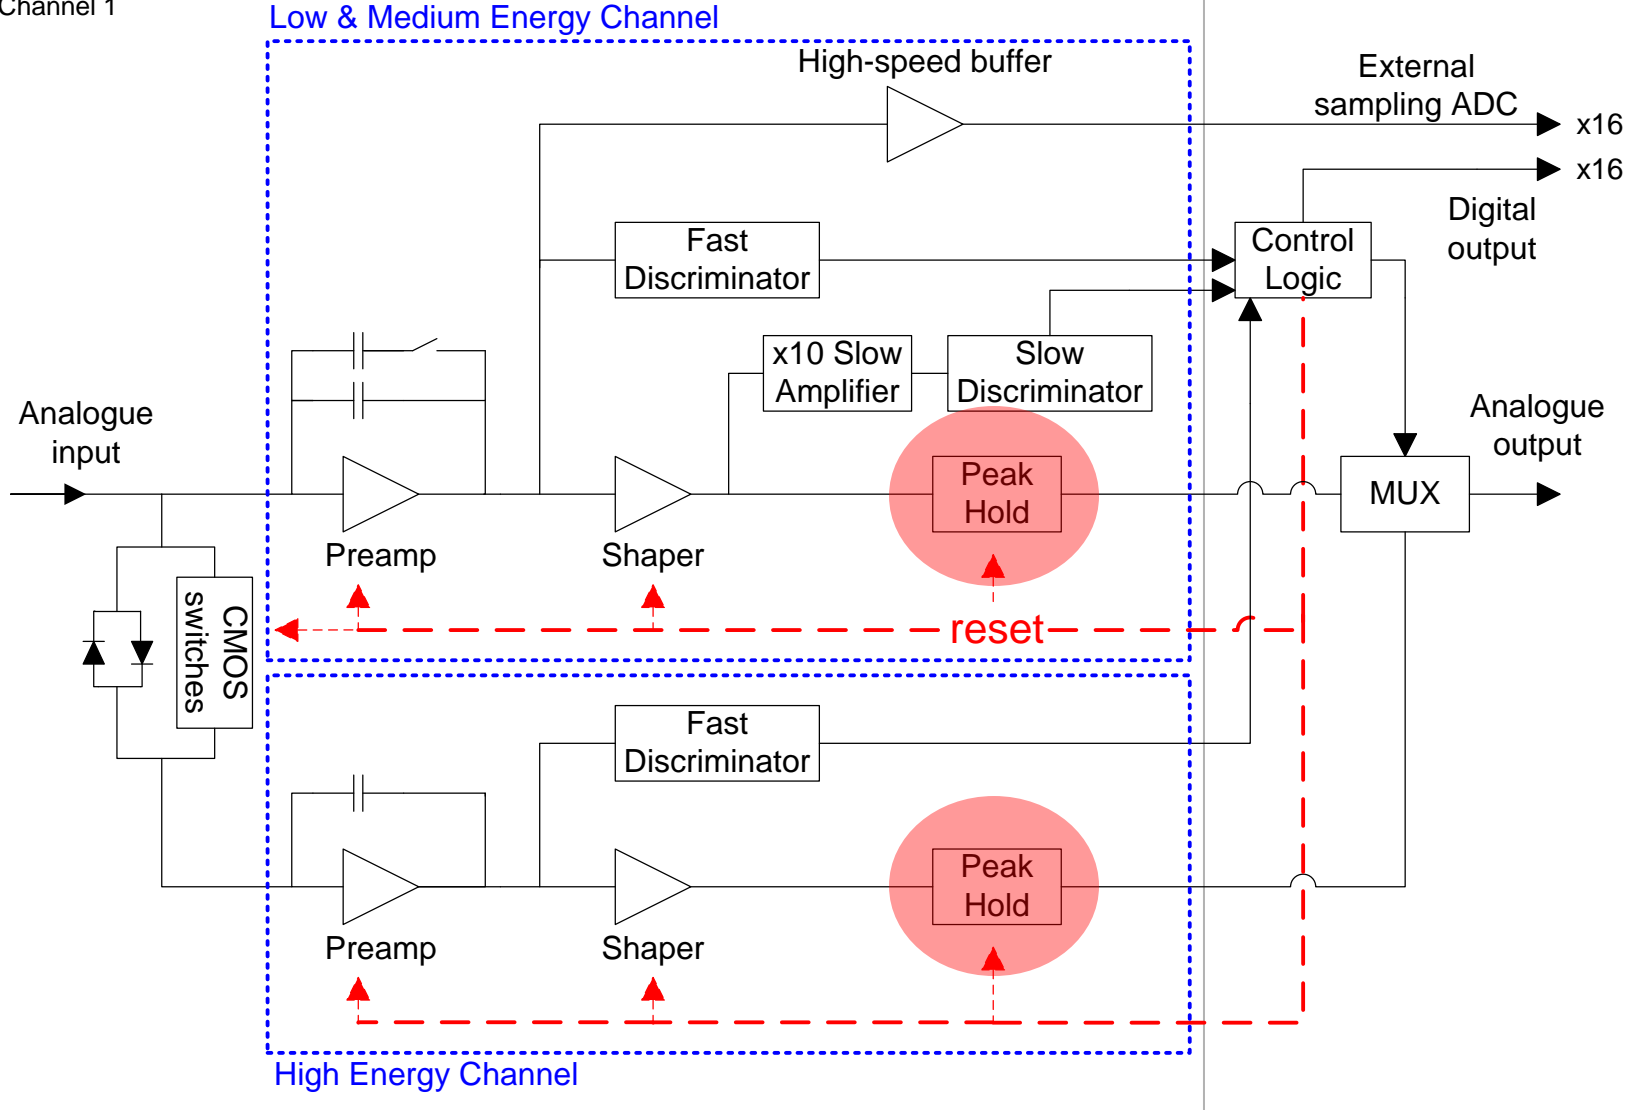 Channel 1
Low & Medium Energy Channel
High-speed buffer
External
sampling ADC
x16
x16
Digital
output
Fast
Discriminator
Control
Logic
x10 Slow
Amplifier
Slow
Discriminator
Analogue
input
Analogue
output
Peak
Hold
MUX
Preamp
Shaper
CMOS
switches
reset
Fast
Discriminator
Peak
Hold
Preamp
Shaper
High Energy Channel